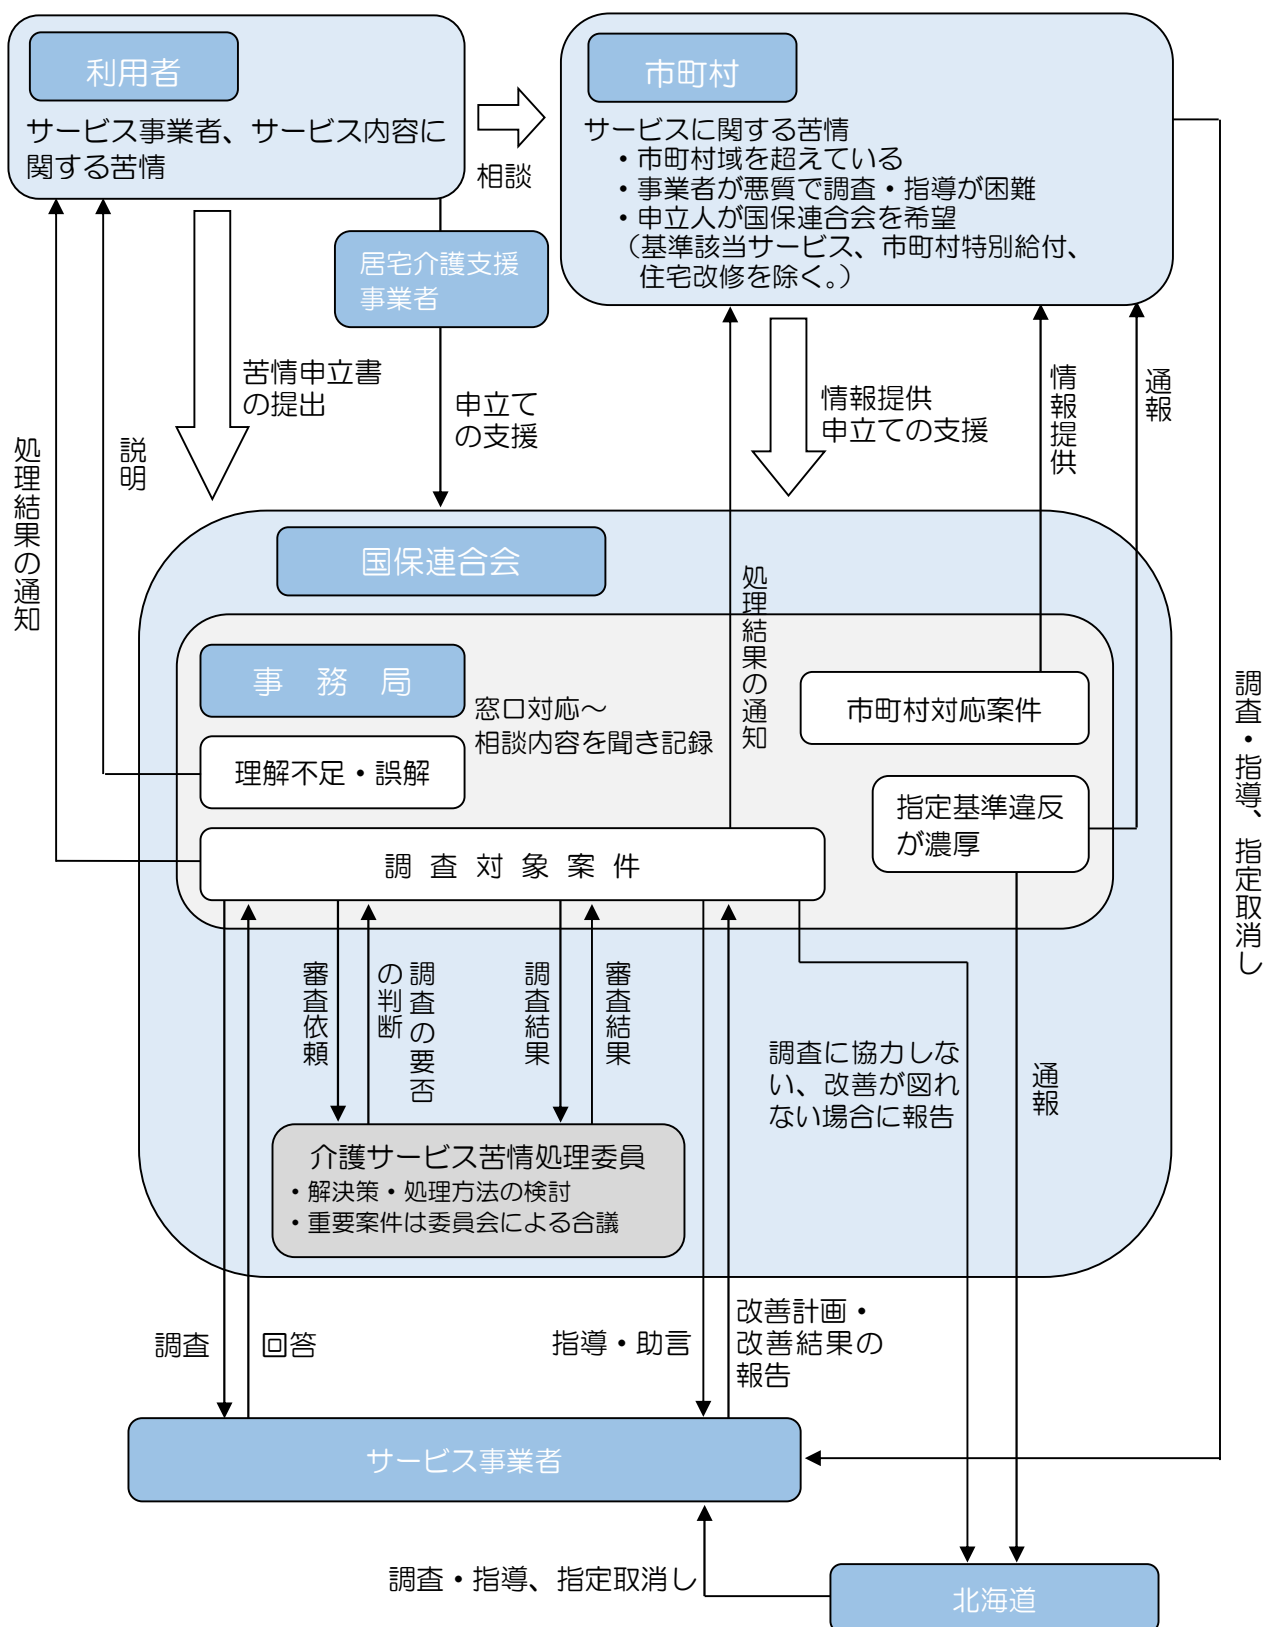 利用者
サービス事業者、サービス内容に
関する苦情
相談
市町村
サービスに関する苦情
・市町村域を超えている
・事業者が悪質で調査・指導が困難
・申立人が国保連合会を希望
（基準該当サービス、市町村特別給付、
住宅改修を除く。）
居宅介護支援
事業者
苦情申立書
の提出
申立て
の支援
情報提供
申立ての支援
情報提供
通報
処理結果の通知
説明
国保連合会
処理結果の通知
事　務　局
窓口対応～
相談内容を聞き記録
市町村対応案件
理解不足・誤解
指定基準違反
が濃厚
調 査 対 象 案 件
調査・指導、指定取消し
審査依頼
調査の要否
の判断
調査結果
審査結果
調査に協力しな
い、改善が図れ
ない場合に報告
通報
介護サービス苦情処理委員
・解決策・処理方法の検討
・重要案件は委員会による合議
調査
回答
指導・助言
改善計画・
改善結果の
報告
サービス事業者
調査・指導、指定取消し
北海道